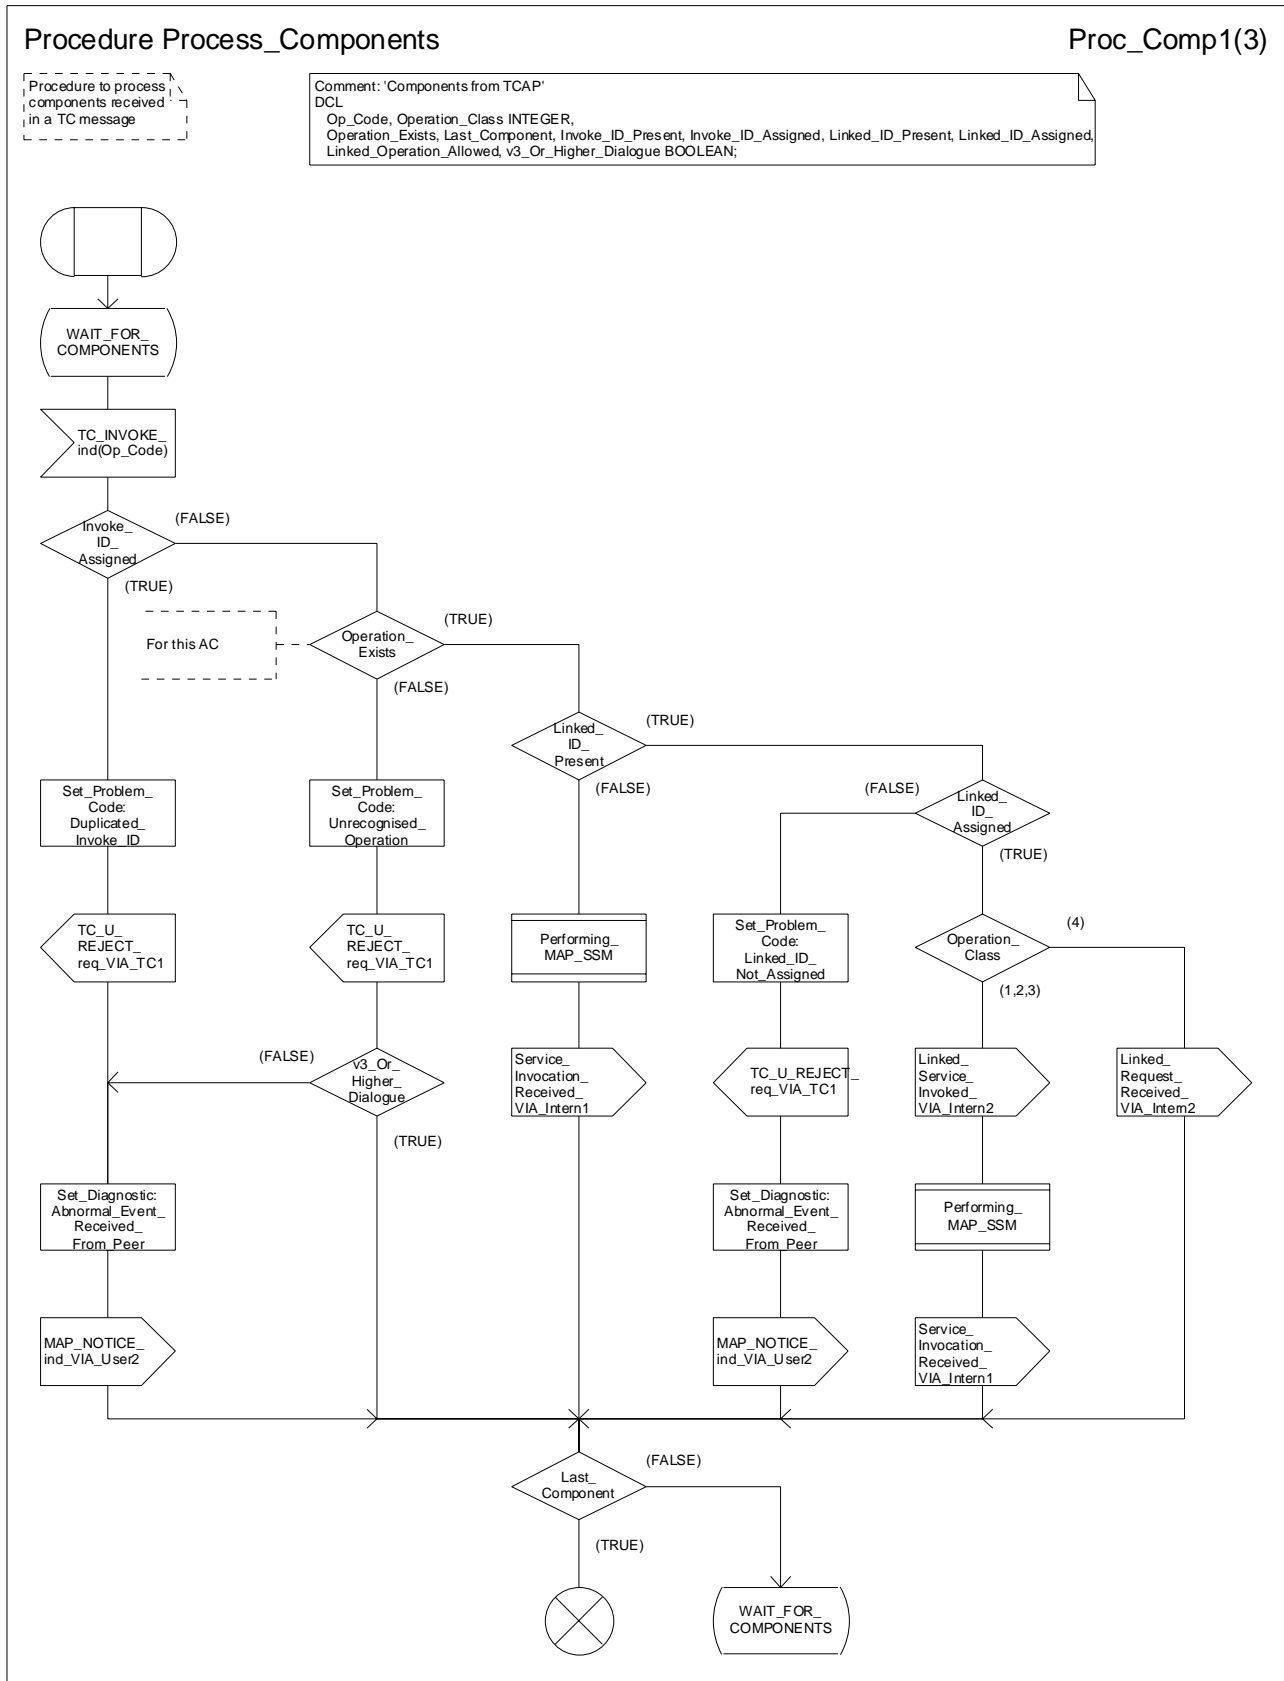 Procedure Process_Components
Proc_Comp1(3)
Procedure to process
components received
in a TC message
Comment: 'Components from TCAP'
DCL
Op_Code, Operation_Class INTEGER,
Operation_Exists, Last_Component, Invoke_ID_Present, Invoke_ID_Assigned, Linked_ID_Present, Linked_ID_Assigned,
Linked_Operation_Allowed, v3_Or_Higher_Dialogue BOOLEAN;
WAIT_FOR_
COMPONENTS
TC_INVOKE_
ind(Op_Code)
Invoke_
ID_
Assigned
(FALSE)
(TRUE)
For this AC
Operation_
Exists
(TRUE)
(FALSE)
Linked_
ID_
Present
(TRUE)
(FALSE)
Linked_
ID_
Assigned
(FALSE)
(TRUE)
Set_Problem_
Code:
Duplicated_
Invoke_ID
Set_Problem_
Code:
Unrecognised_
Operation
TC_U_
REJECT_
req_VIA_TC1
TC_U_
REJECT_
req_VIA_TC1
Performing_
MAP_SSM
Set_Problem_
Code:
Linked_ID_
Not_Assigned
Operation_
Class
(4)
(1,2,3)
(FALSE)
v3_Or_
Higher_
Dialogue
(TRUE)
Service_
Invocation_
Received_
VIA_Intern1
TC_U_REJECT_
req_VIA_TC1
Linked_
Service_
Invoked_
VIA_Intern2
Linked_
Request_
Received_
VIA_Intern2
Set_Diagnostic:
Abnormal_Event_
Received_
From_Peer
Set_Diagnostic:
Abnormal_Event_
Received_
From_Peer
Performing_
MAP_SSM
MAP_NOTICE_
ind_VIA_User2
MAP_NOTICE_
ind_VIA_User2
Service_
Invocation_
Received_
VIA_Intern1
Last_
Component
(FALSE)
(TRUE)
WAIT_FOR_
COMPONENTS